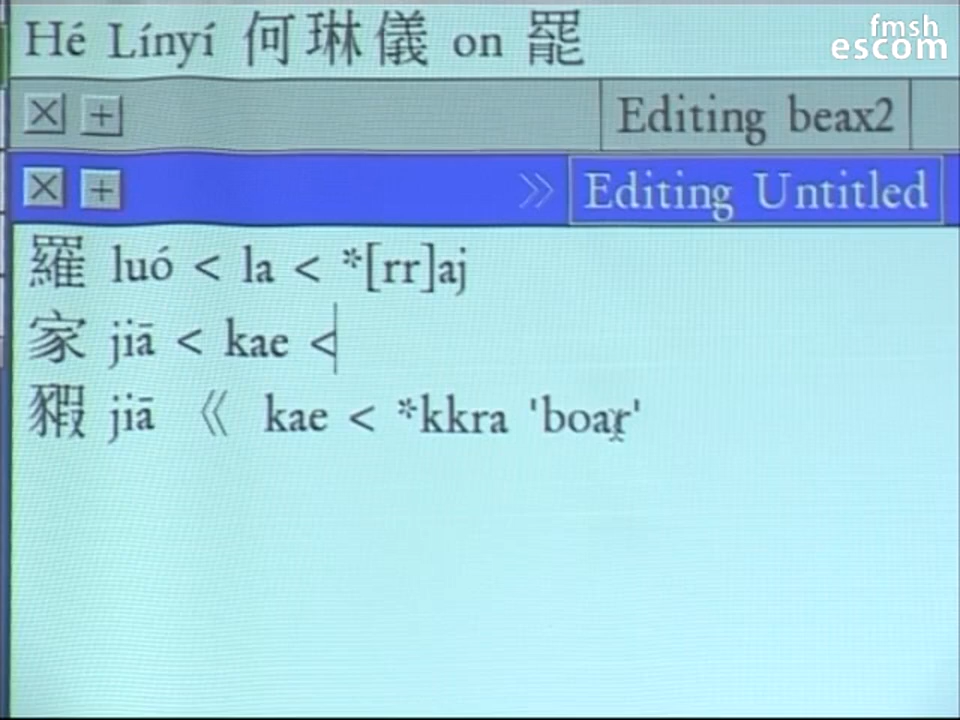 Hé Línyí 何琳儀 on 罷
fmsh
escom
Editing beax2
》 Editing Untitled
羅 luó < la < *[rr]aj
家 jiā < kae <
豭 jiā 《 kae < *kkra 'boar'